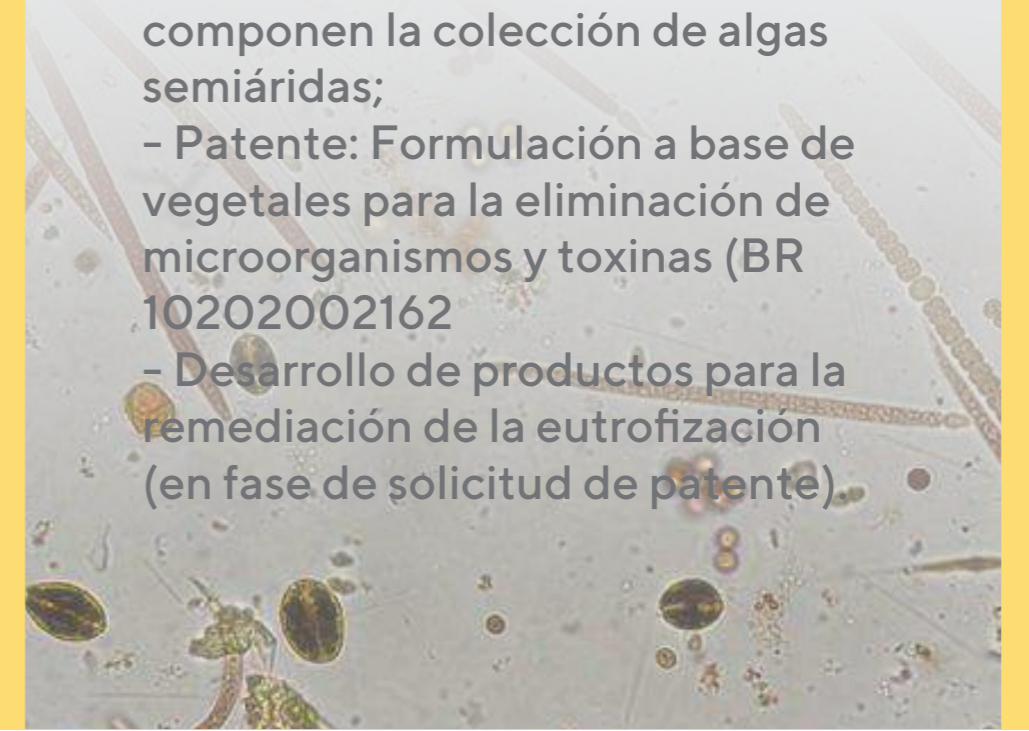 componen la colección de algas
semiáridas;
- Patente: Formulación a base de
vegetales para la eliminación de
microorganismos y toxinas (BR
10202002162
- Desarrollo de productos para la
remediación de la eutrofización
(en fase de solicitud de patente)